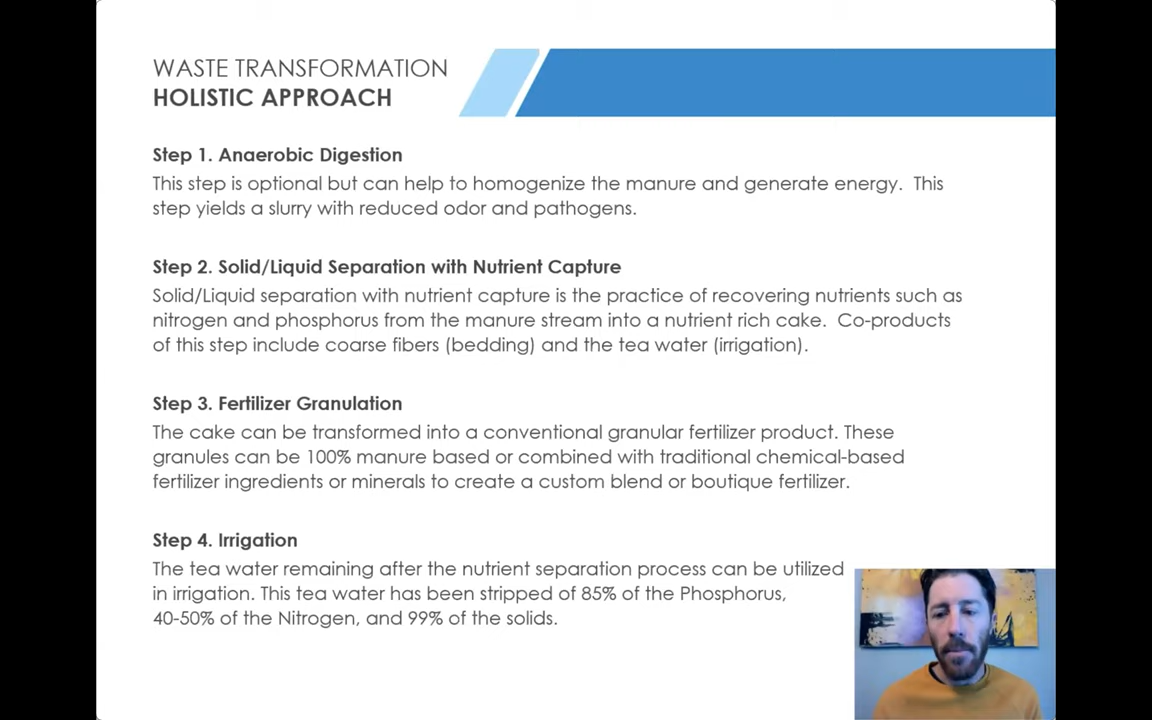 WASTE TRANSFORMATION
HOLISTIC APPROACH
Step 1. Anaerobic Digestion
This step is optional but can help to homogenize the manure and generate energy.  This
step yields a slurry with reduced odor and pathogens.
Step 2. Solid/Liquid Separation with Nutrient Capture
Solid/Liquid separation with nutrient capture is the practice of recovering nutrients such as
nitrogen and phosphorus from the manure stream into a nutrient rich cake.  Co-products
of this step include coarse fibers (bedding) and the tea water (irrigation).
Step 3. Fertilizer Granulation
The cake can be transformed into a conventional granular fertilizer product. These
granules can be 100% manure based or combined with traditional chemical-based
fertilizer ingredients or minerals to create a custom blend or boutique fertilizer.
Step 4. Irrigation
The tea water remaining after the nutrient separation process can be utilized
in irrigation. This tea water has been stripped of 85% of the Phosphorus,
40-50% of the Nitrogen, and 99% of the solids.